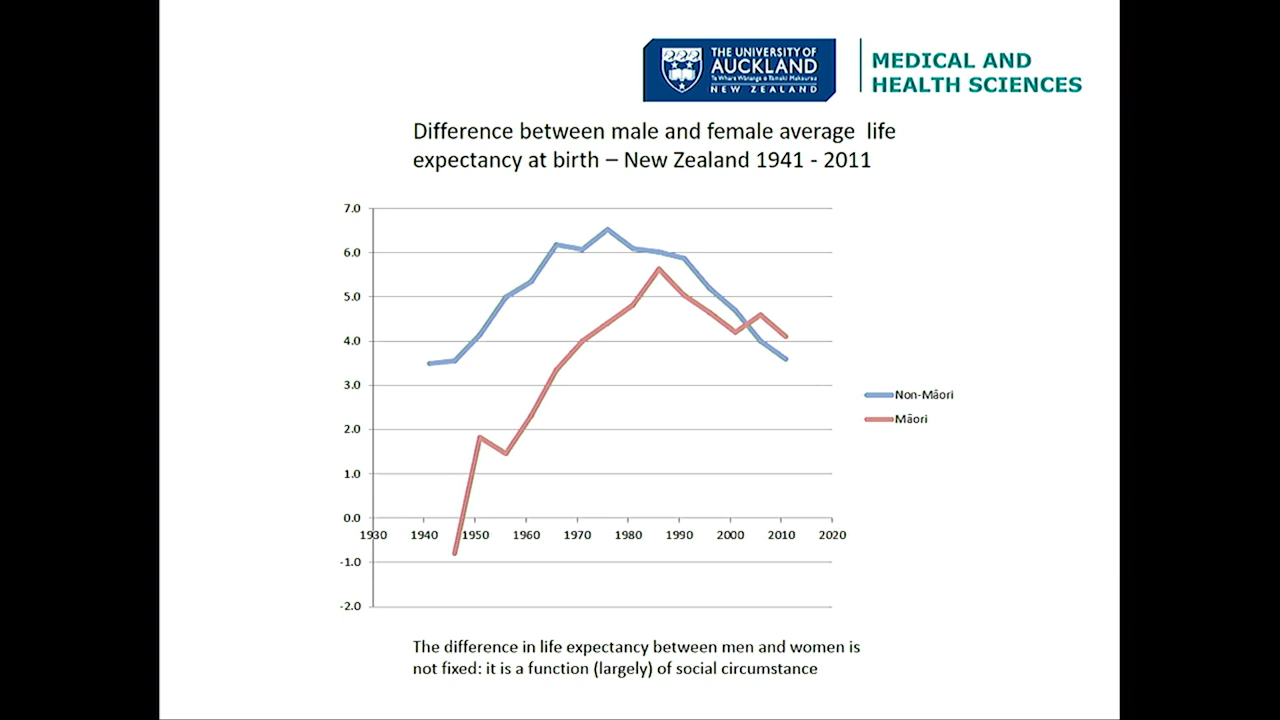 THE UNIVERSITY OF
AUCKLAND
Te Whare Wānanga o Tāmaki Makaurau
NEW ZEALAND
MEDICAL AND
HEALTH SCIENCES
Difference between male and female average life
expectancy at birth – New Zealand 1941 - 2011
7.0
6.0
5.0
4.0
3.0
2.0
1.0
0.0
1930 1940 1950 1960 1970 1980 1990 2000 2010 2020
-1.0
-2.0
Non-Māori
Māori
The difference in life expectancy between men and women is
not fixed: it is a function (largely) of social circumstance